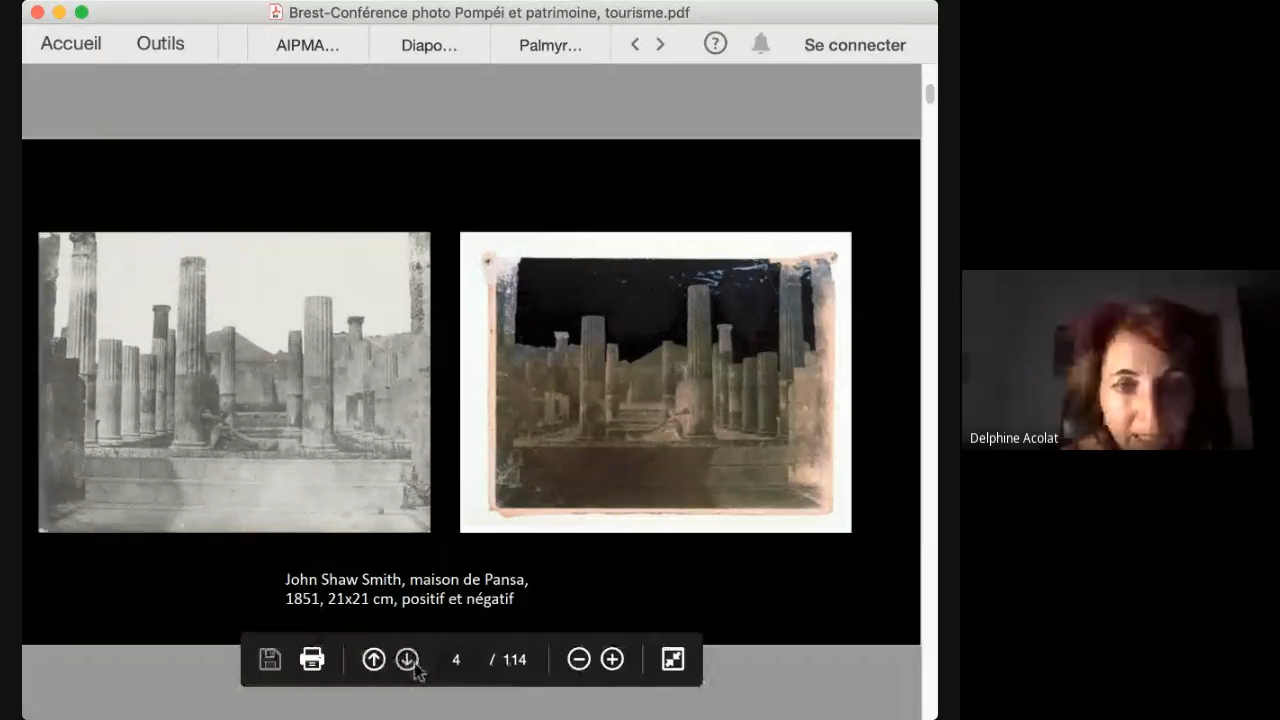 Brest-Conférence photo Pompéi et patrimoine, tourisme.pdf
Accueil
Outils
AIPMA...
Diapo...
Palmyr...
Se connecter
John Shaw Smith, maison de Pansa,
1851, 21x21 cm, positif et négatif
4 / 114
Delphine Acolat